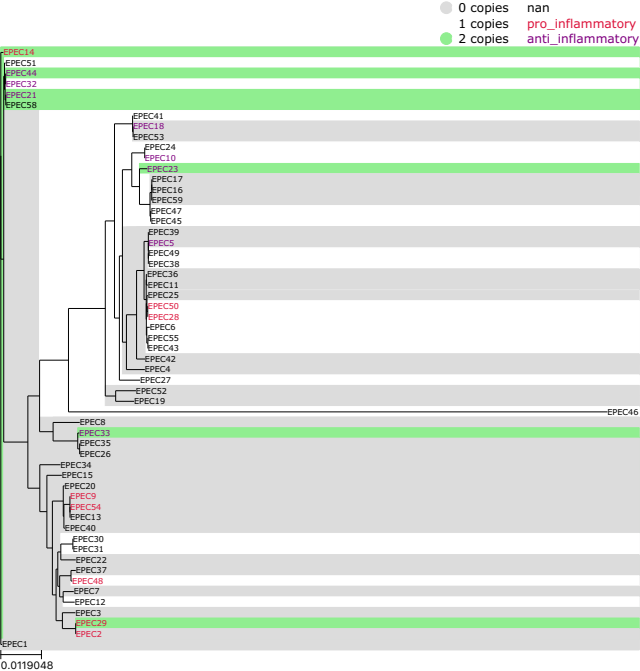 0 copies nan
1 copies pro_inflammatory
2 copies anti_inflammatory
EPEC14
EPEC51
EPEC44
EPEC32
EPEC21
EPEC58
EPEC41
EPEC18
EPEC53
EPEC24
EPEC10
EPEC23
EPEC17
EPEC16
EPEC59
EPEC47
EPEC45
EPEC39
EPEC5
EPEC49
EPEC38
EPEC36
EPEC11
EPEC25
EPEC50
EPEC28
EPEC6
EPEC55
EPEC43
EPEC42
EPEC4
EPEC27
EPEC52
EPEC19
EPEC46
EPEC8
EPEC33
EPEC35
EPEC26
EPEC34
EPEC15
EPEC20
EPEC9
EPEC54
EPEC13
EPEC40
EPEC30
EPEC31
EPEC22
EPEC37
EPEC48
EPEC7
EPEC12
EPEC3
EPEC29
EPEC2
EPEC1
0.0119048